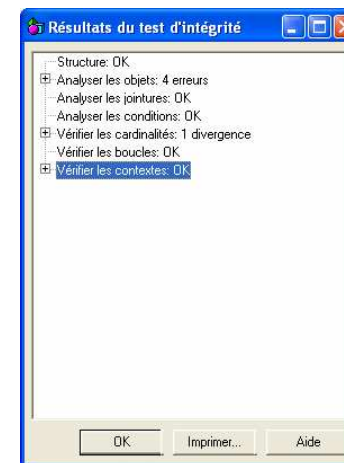 Résultats du test d'intégrité
Structure: OK
Analyser les objets: 4 erreurs
Analyser les jointures: OK
Analyser les conditions: OK
Vérifier les cardinalités: 1 divergence
Vérifier les boucles: OK
Vérifier les contextes: OK
OK Imprimer... Aide